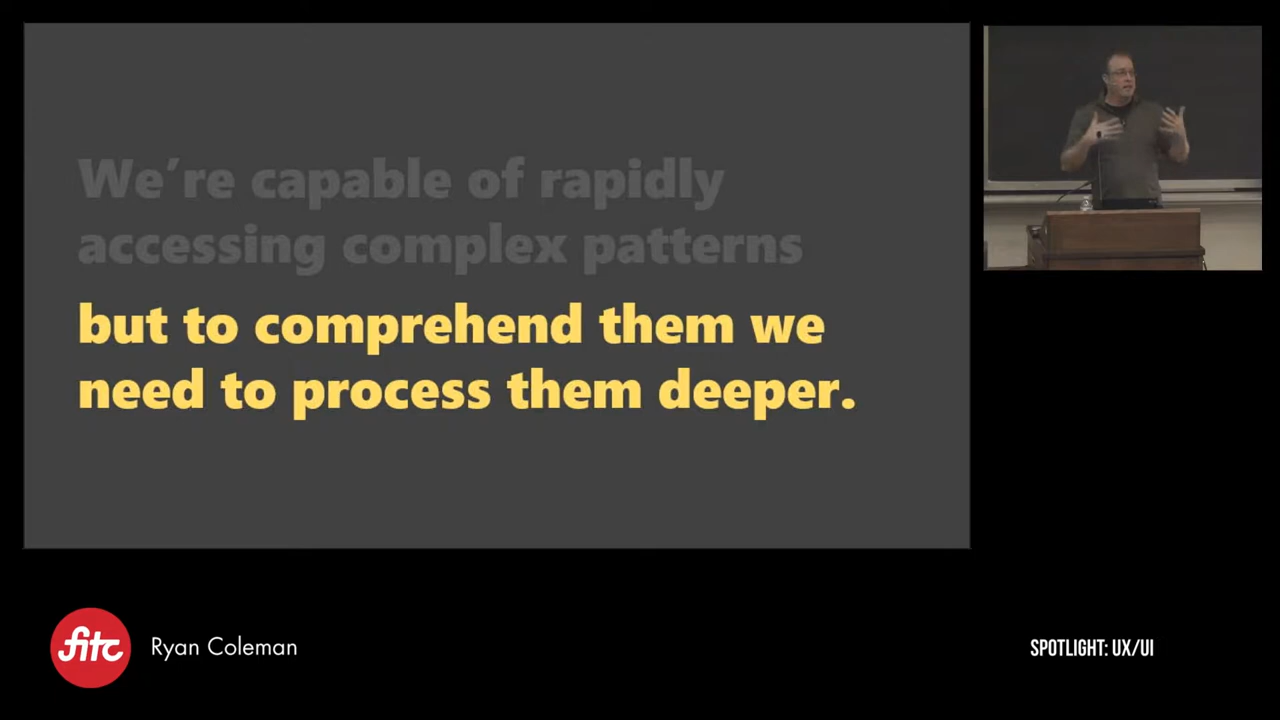 We're capable of rapidly
accessing complex patterns
but to comprehend them we
need to process them deeper.
fitc
Ryan Coleman
SPOTLIGHT: UX/UI